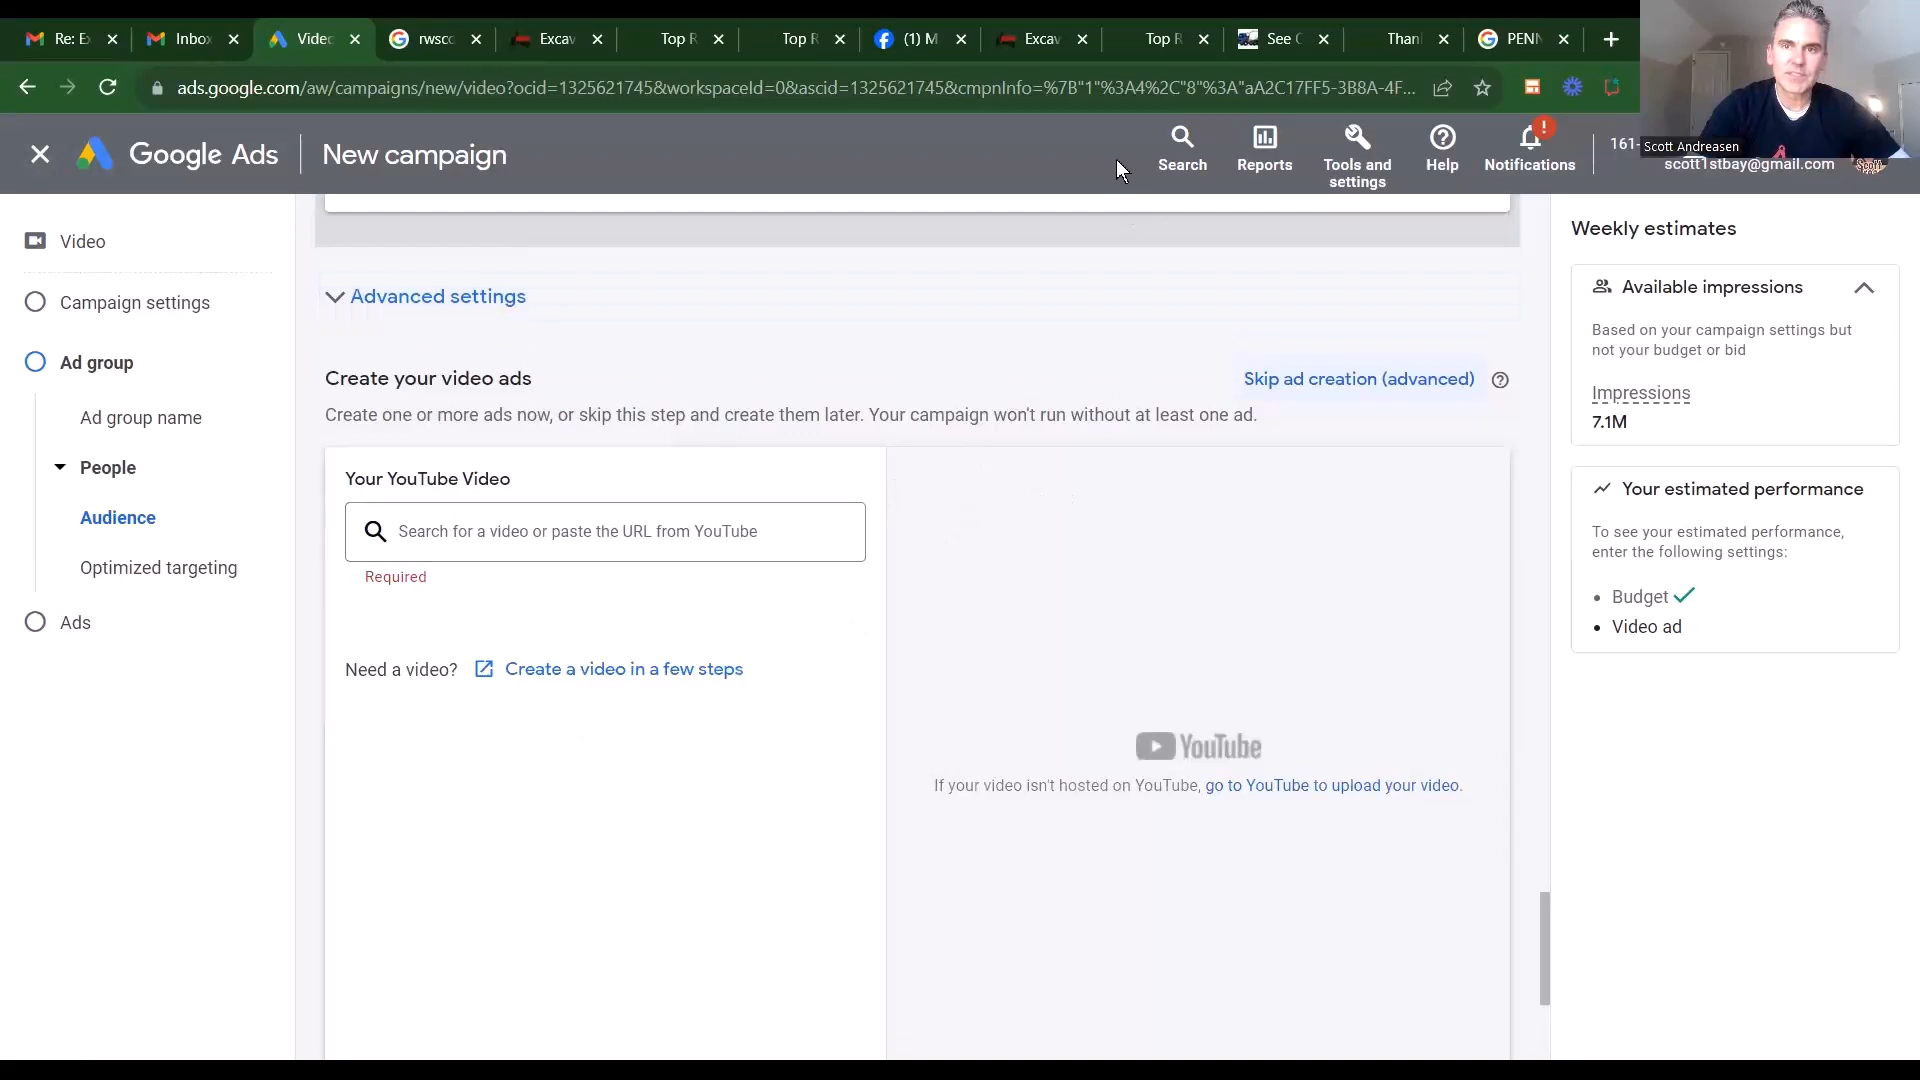 Re: E
Inbox
Video
rwsco
Excav
Top R
Top R
(1) M
Excav
Top R
See C
Than
PENN
ads.google.com/aw/campaigns/new/video?ocid=1325621745&workspaceId=0&ascid=1325621745&cmpnInfo=%7B"1"%3A4%2C"8"%3A"aA2C17FF5-3B8A-4F...
Google Ads
New campaign
Search
Reports
Tools and
settings
Help
Notifications
161-
Scott Andreasen
scott1stbay@gmail.com
Video
Campaign settings
Ad group
Ad group name
People
Audience
Optimized targeting
Ads
Advanced settings
Create your video ads
Skip ad creation (advanced)
Create one or more ads now, or skip this step and create them later. Your campaign won't run without at least one ad.
Your YouTube Video
Search for a video or paste the URL from YouTube
Required
Need a video?
Create a video in a few steps
YouTube
If your video isn't hosted on YouTube, go to YouTube to upload your video.
Weekly estimates
Available impressions
Based on your campaign settings but
not your budget or bid
Impressions
7.1M
Your estimated performance
To see your estimated performance,
enter the following settings:
• Budget
• Video ad